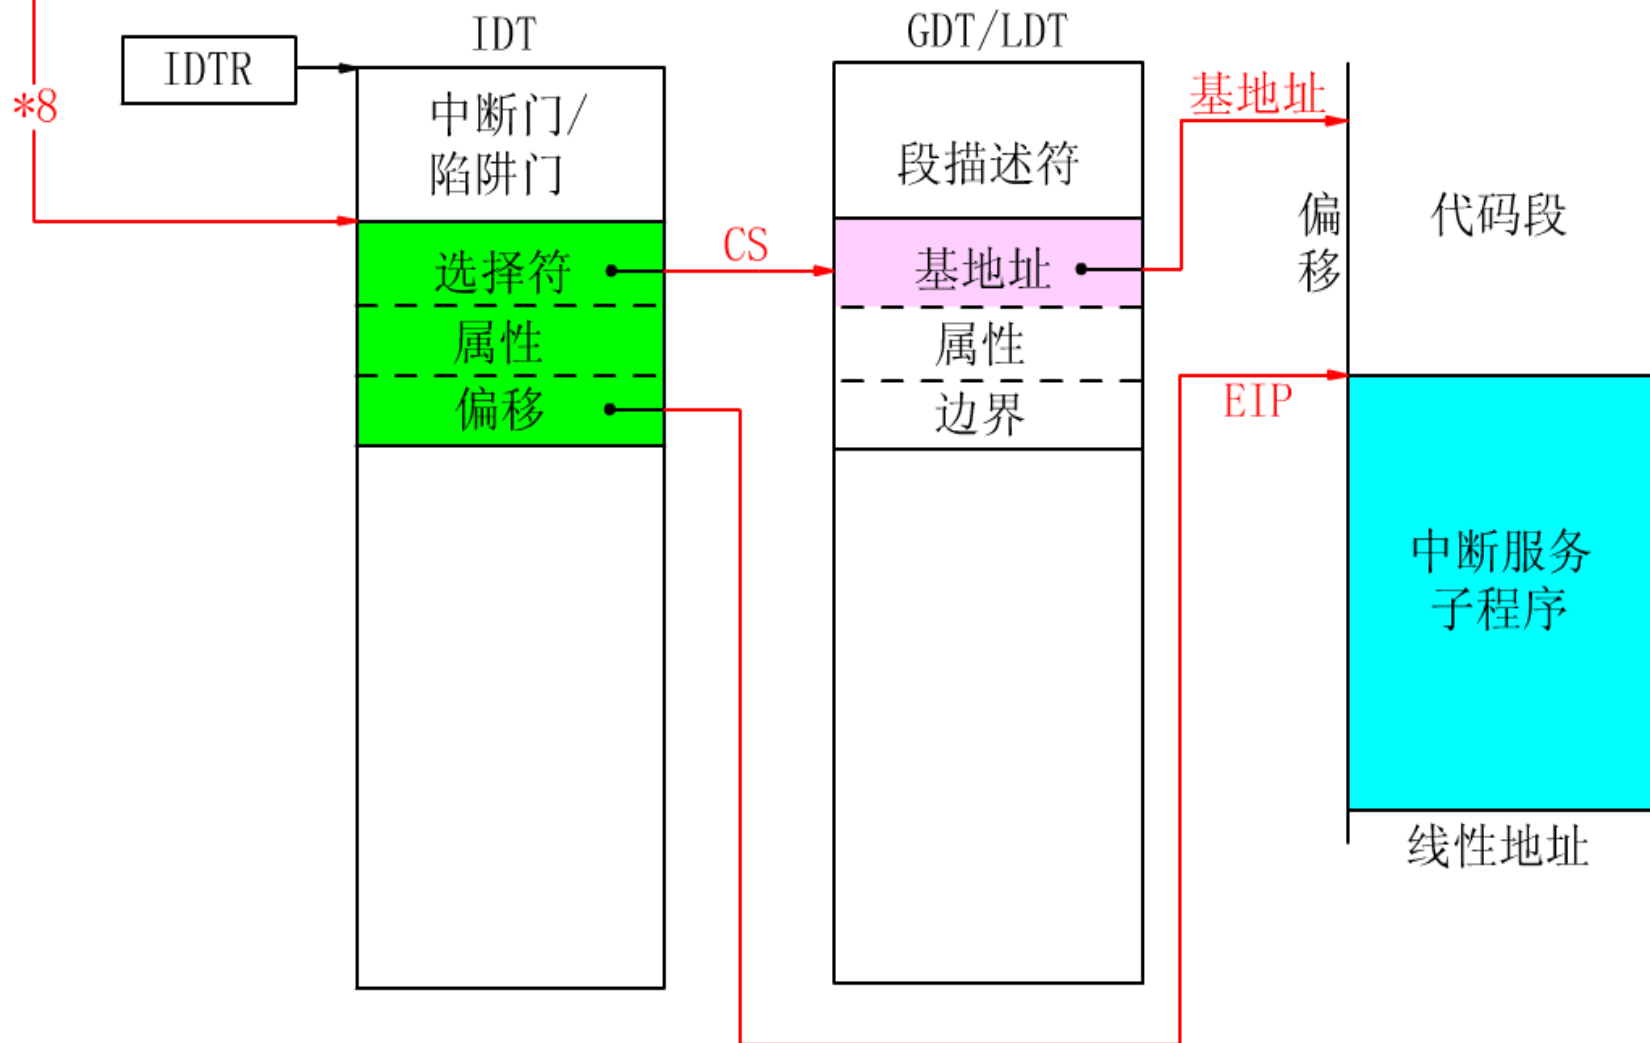 IDT
GDT/LDT
IDTR
*8
中断门/
陷阱门
段描述符
基地址
偏
移
代码段
选择符
CS
基地址
属性
属性
偏移
边界
EIP
中断服务
子程序
线性地址